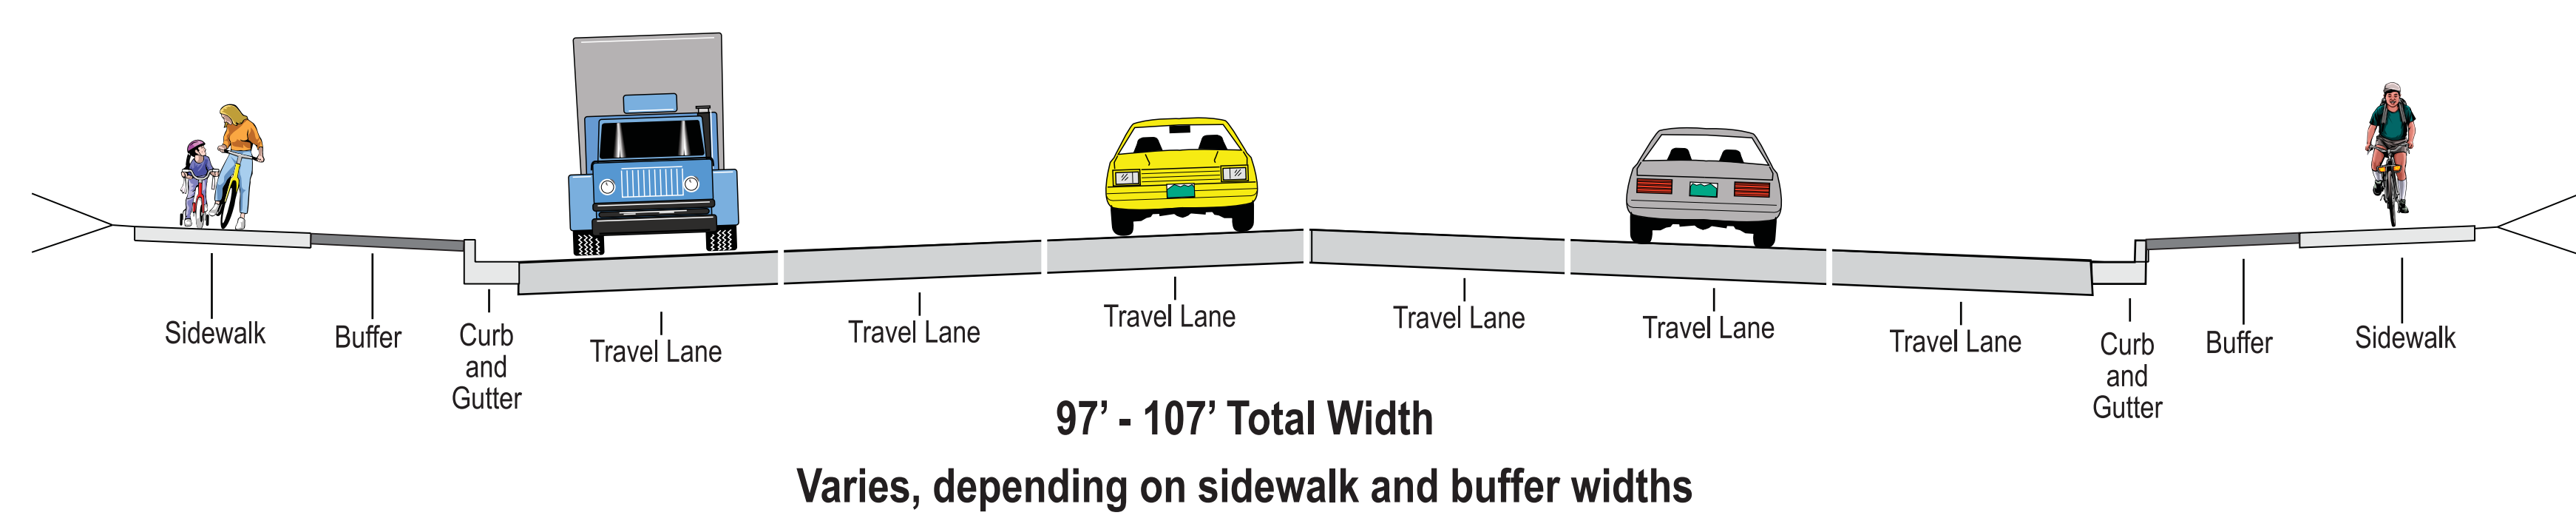 Sidewalk
Buffer
Curb
and
Gutter
Travel Lane
Travel Lane
Travel Lane
Travel Lane
Travel Lane
Travel Lane
Curb
and
Gutter
Buffer
Sidewalk
97’ - 107’ Total Width
Varies, depending on sidewalk and buffer widths